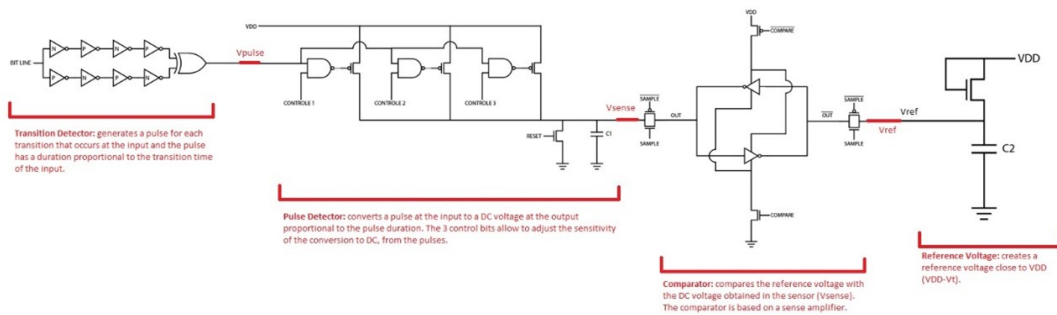 VDD
Vpulse
N P N P
BIT LINE
P P N N
CONTROLE 1 CONTROLE 2 CONTROLE 3
RESET
C1
Vsense
SAMPLE
SAMPLE
OUT
VDD
COMPARE
COMPARE
OUT
SAMPLE
SAMPLE
Vref
Vref
VDD
C2
Transition Detector: generates a pulse for each
transition that occurs at the input and the pulse
has a duration proportional to the transition time
of the input.
Pulse Detector: converts a pulse at the input to a DC voltage at the output
proportional to the pulse duration. The 3 control bits allow to adjust the sensitivity
of the conversion to DC, from the pulses.
Comparator: compares the reference voltage with
the DC voltage obtained in the sensor (Vsense).
The comparator is based on a sense amplifier.
Reference Voltage: creates a
reference voltage close to VDD
(VDD-Vt).